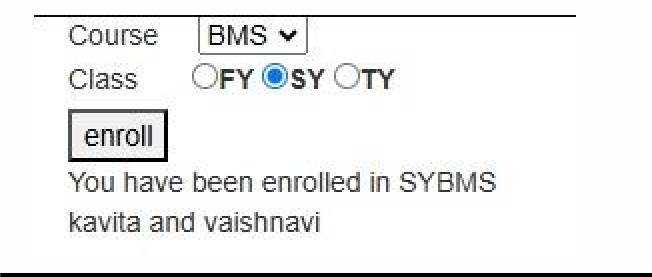 Course BMS
Class FY SY TY
enroll
You have been enrolled in SYBMS
kavita and vaishnavi